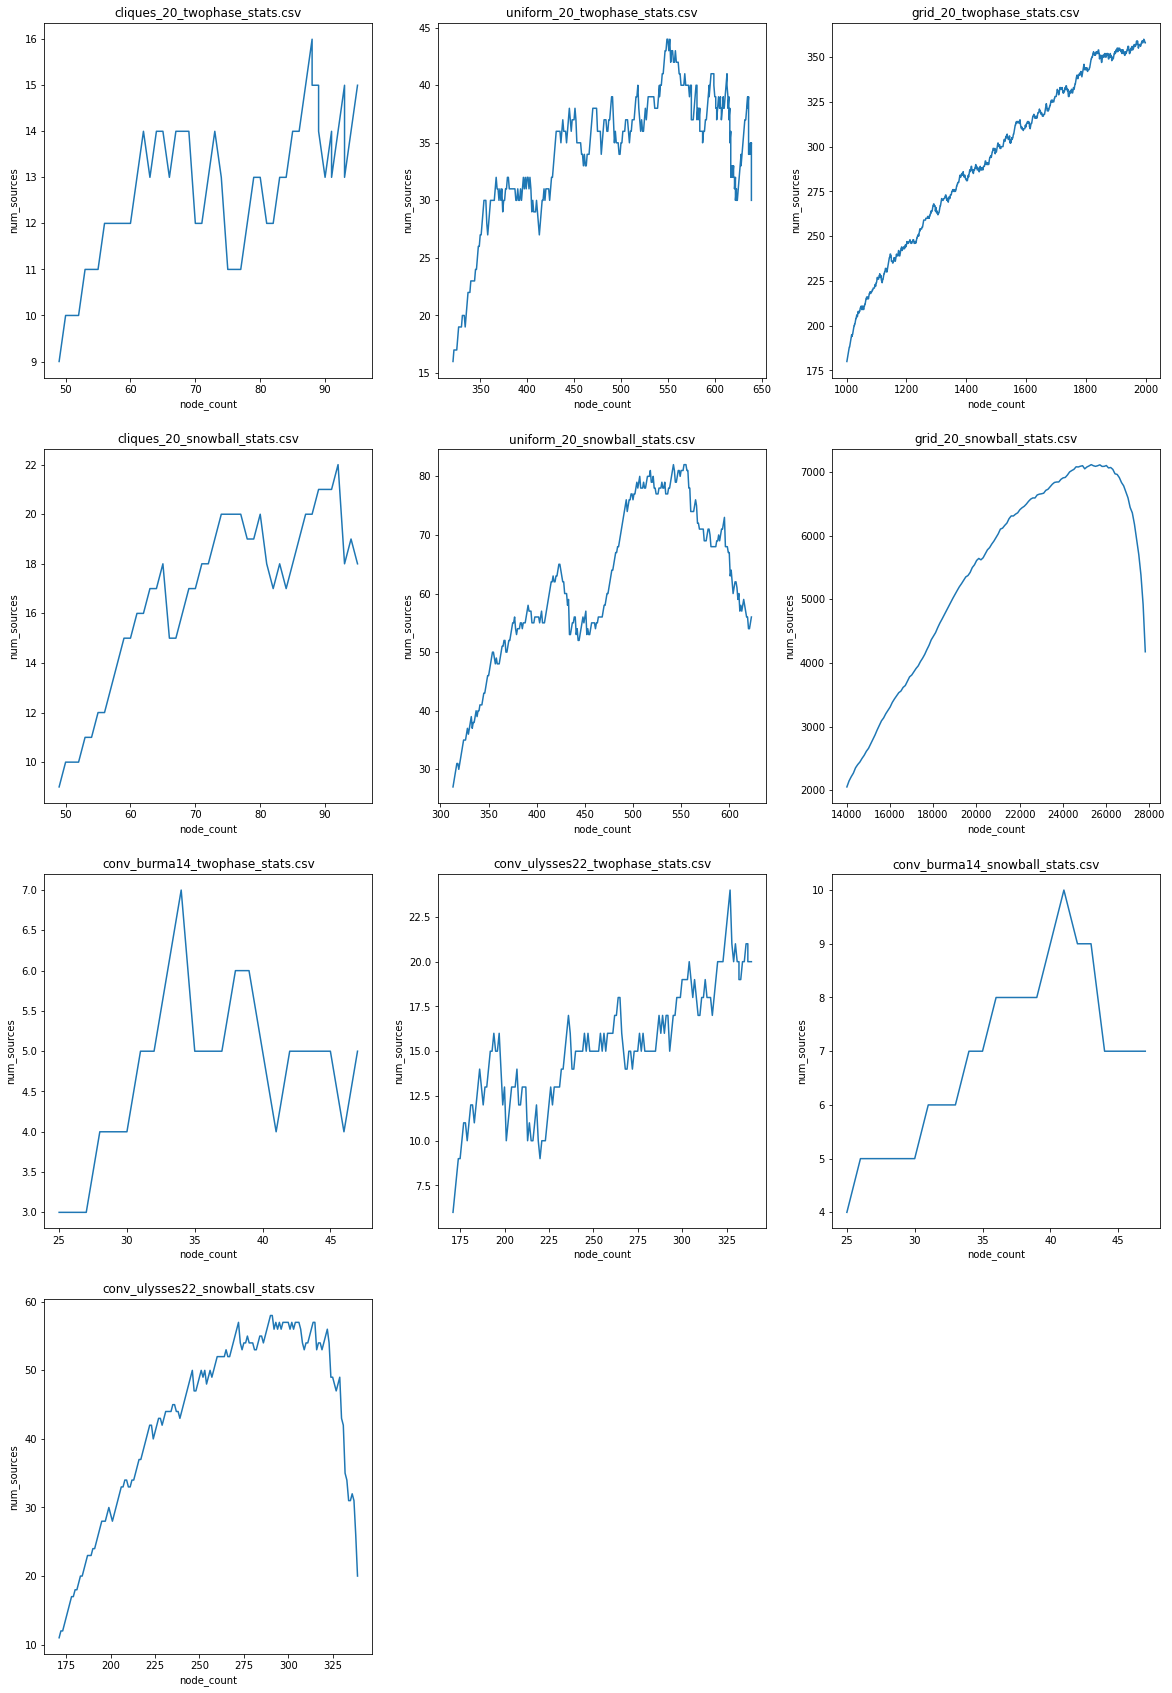 cliques_20_twophase_stats.csv
16
15
14
13
12
11
10
9
num_sources
50 60 70 80 90
node_count
uniform_20_twophase_stats.csv
45
40
35
30
25
20
15
num_sources
350 400 450 500 550 600 650
node_count
grid_20_twophase_stats.csv
350
325
300
275
250
225
200
175
num_sources
1000 1200 1400 1600 1800 2000
node_count
cliques_20_snowball_stats.csv
22
20
18
16
14
12
10
num_sources
50 60 70 80 90
node_count
uniform_20_snowball_stats.csv
80
70
60
50
40
30
num_sources
300 350 400 450 500 550 600
node_count
grid_20_snowball_stats.csv
7000
6000
5000
4000
3000
2000
num_sources
14000 16000 18000 20000 22000 24000 26000 28000
node_count
conv_burma14_twophase_stats.csv
7.0
6.5
6.0
5.5
5.0
4.5
4.0
3.5
3.0
num_sources
25 30 35 40 45
node_count
conv_ulysses22_twophase_stats.csv
22.5
20.0
17.5
15.0
12.5
10.0
7.5
num_sources
175 200 225 250 275 300 325
node_count
conv_burma14_snowball_stats.csv
10
9
8
7
6
5
4
num_sources
25 30 35 40 45
node_count
conv_ulysses22_snowball_stats.csv
60
50
40
30
20
10
num_sources
175 200 225 250 275 300 325
node_count